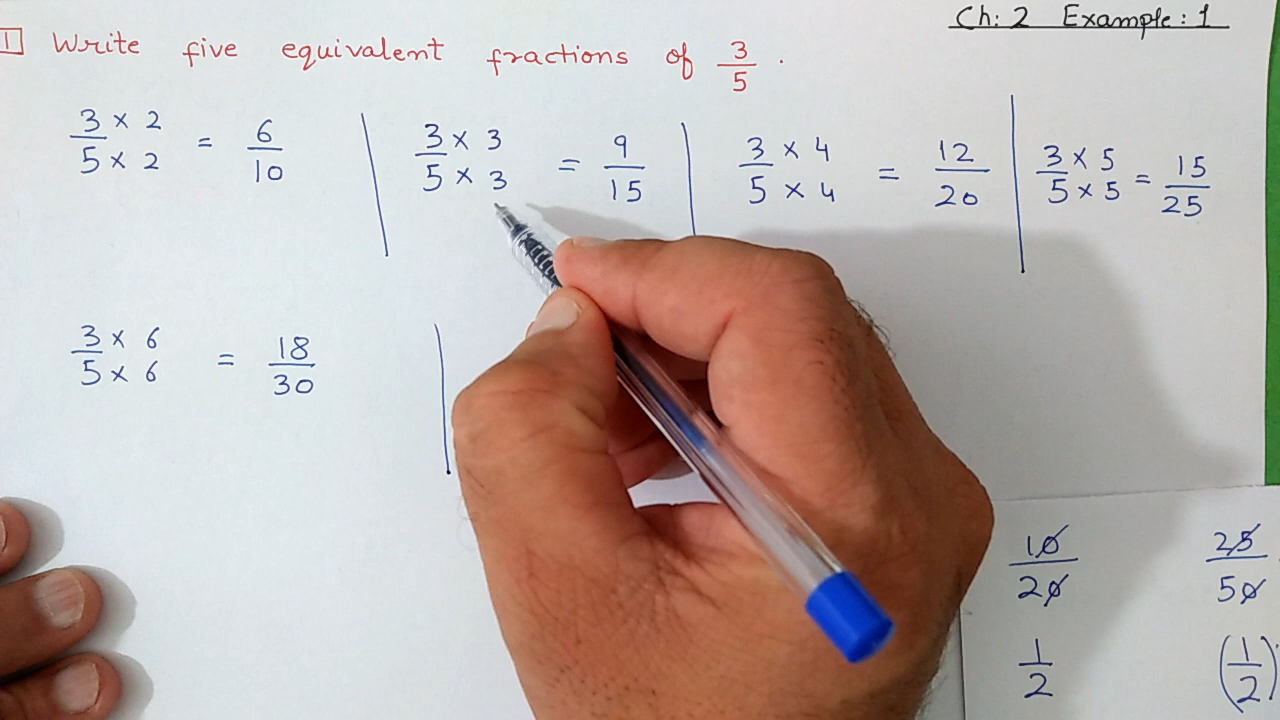 Ch: 2 Example: 1
1 Write five equivalent fractions of 3/5 .
3 × 2 / 5 × 2 = 6/10
3 × 3 / 5 × 3 = 9/15
3 × 4 / 5 × 4 = 12/20
3 × 5 / 5 × 5 = 15/25
3 × 6 / 5 × 6 = 18/30
10/20 25/50
1/2 (1/2)